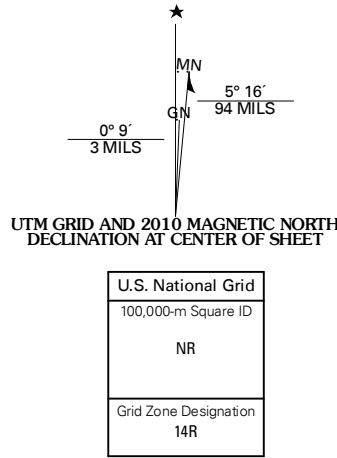 ★
MN
GN
5° 16´
94 MILS
0° 9´
3 MILS
UTM GRID AND 2010 MAGNETIC NORTH
DECLINATION AT CENTER OF SHEET
U.S. National Grid
100,000-m Square ID
NR
Grid Zone Designation
14R